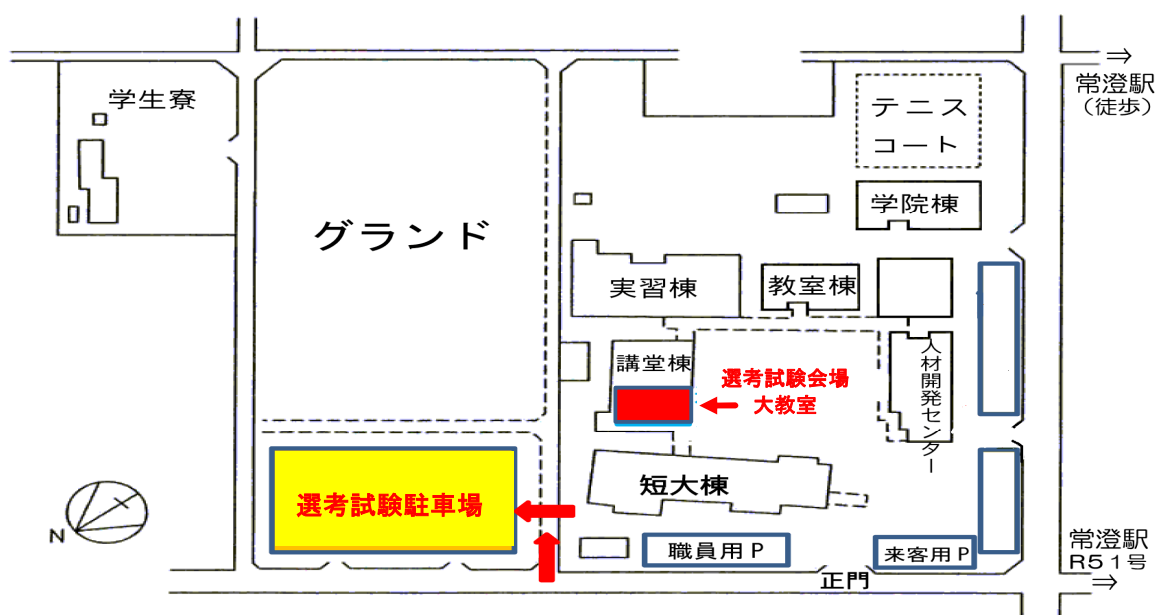 学生寮
グランド
テニス
コート
⇒
常澄駅
（徒歩）
学院棟
実習棟
教室棟
講堂棟
選考試験会場
大教室
人材開発センター
短大棟
選考試験駐車場
N
職員用Ｐ
来客用Ｐ
正門
常澄駅
R５１号
⇒